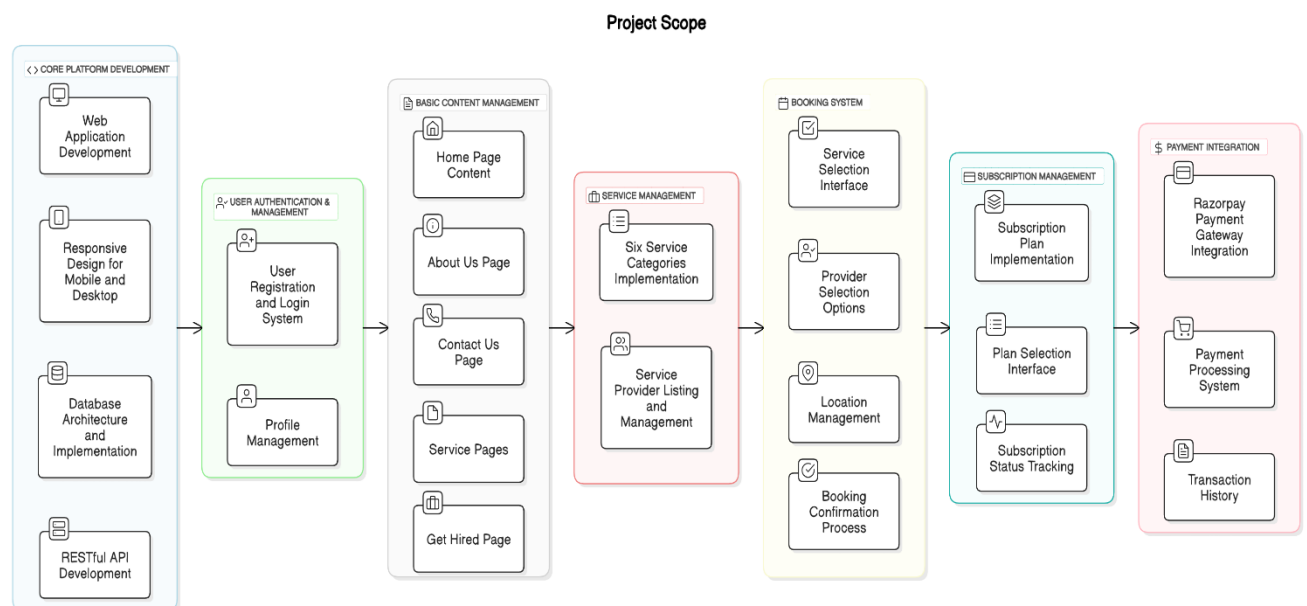 Project Scope
CORE PLATFORM DEVELOPMENT
Web
Application
Development
Responsive
Design for
Mobile and
Desktop
Database
Architecture
and
Implementation
RESTful API
Development
USER AUTHENTICATION &
MANAGEMENT
User
Registration
and Login
System
Profile
Management
BASIC CONTENT MANAGEMENT
Home Page
Content
About Us Page
Contact Us
Page
Service Pages
Get Hired Page
SERVICE MANAGEMENT
Six Service
Categories
Implementation
Service
Provider Listing
and
Management
BOOKING SYSTEM
Service
Selection
Interface
Provider
Selection
Options
Location
Management
Booking
Confirmation
Process
SUBSCRIPTION MANAGEMENT
Subscription
Plan
Implementation
Plan Selection
Interface
Subscription
Status Tracking
PAYMENT INTEGRATION
Razorpay
Payment
Gateway
Integration
Payment
Processing
System
Transaction
History